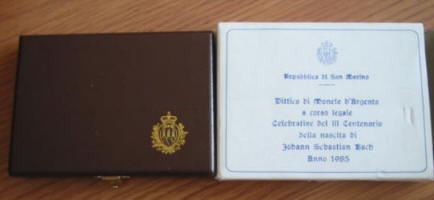 Repubblica di San Marino
Dittico di Monete d'Argento
a corso legale
Celebrative del III Centenario
della nascita di
Johann Sebastian Bach
Anno 1985